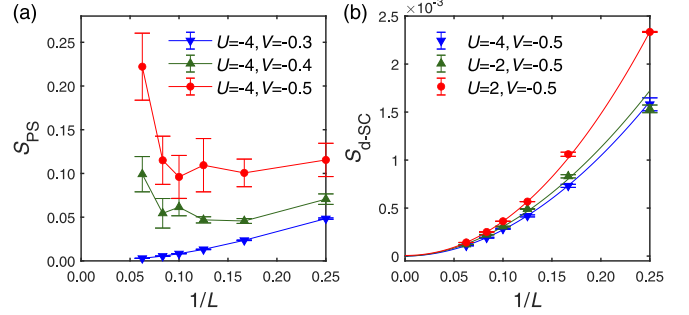 (a)
0.25
0.20
0.15
0.10
0.05
0.00
S_PS
U=-4, V=-0.3
U=-4, V=-0.4
U=-4, V=-0.5
0.00 0.05 0.10 0.15 0.20 0.25
1/L
(b)
×10⁻³
2.5
2
1.5
1
0.5
0
S_d-SC
U=-4, V=-0.5
U=-2, V=-0.5
U=2, V=-0.5
0.00 0.05 0.10 0.15 0.20 0.25
1/L